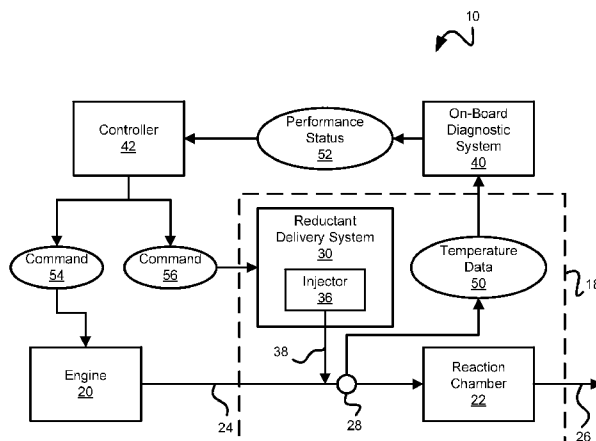 10
Controller
42
Performance
Status
52
On-Board
Diagnostic
System
40
Command
54
Command
56
Reductant
Delivery System
30
Injector
36
Temperature
Data
50
18
38
Engine
20
Reaction
Chamber
22
24
28
26